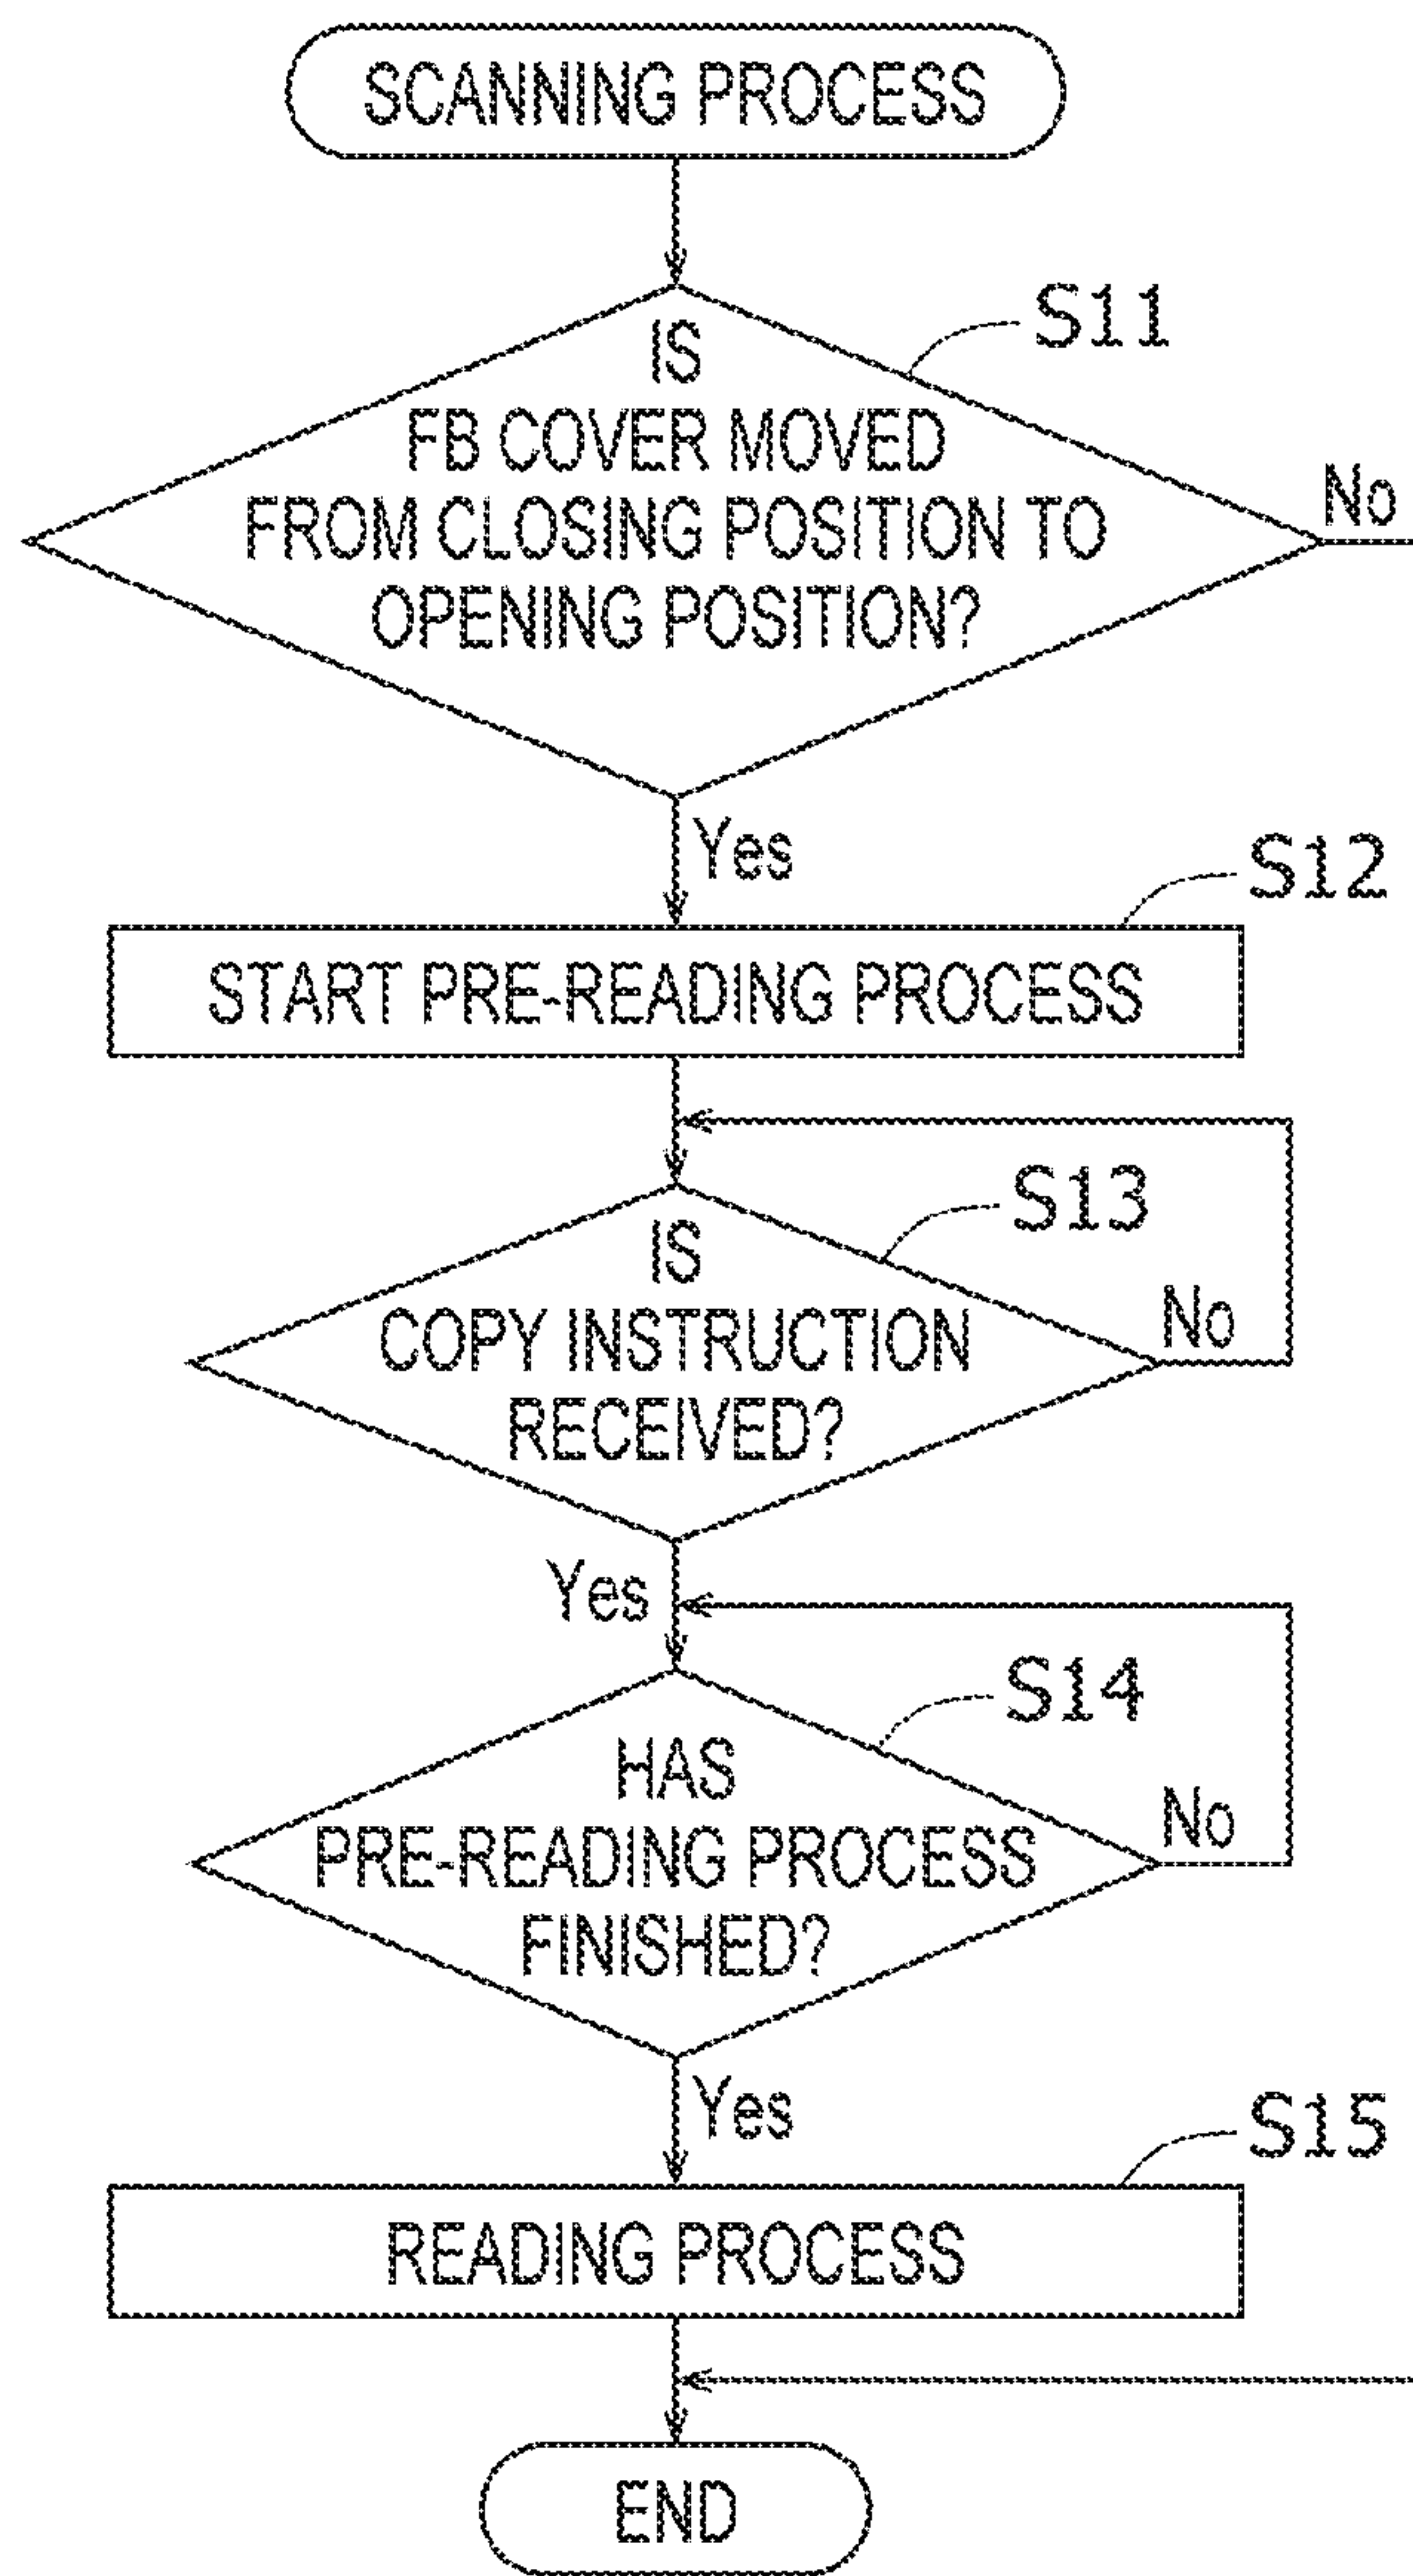 SCANNING PROCESS
S11
IS
FB COVER MOVED
FROM CLOSING POSITION TO
OPENING POSITION?
No
Yes
S12
START PRE-READING PROCESS
S13
IS
COPY INSTRUCTION
RECEIVED?
No
Yes
S14
HAS
PRE-READING PROCESS
FINISHED?
No
Yes
S15
READING PROCESS
END